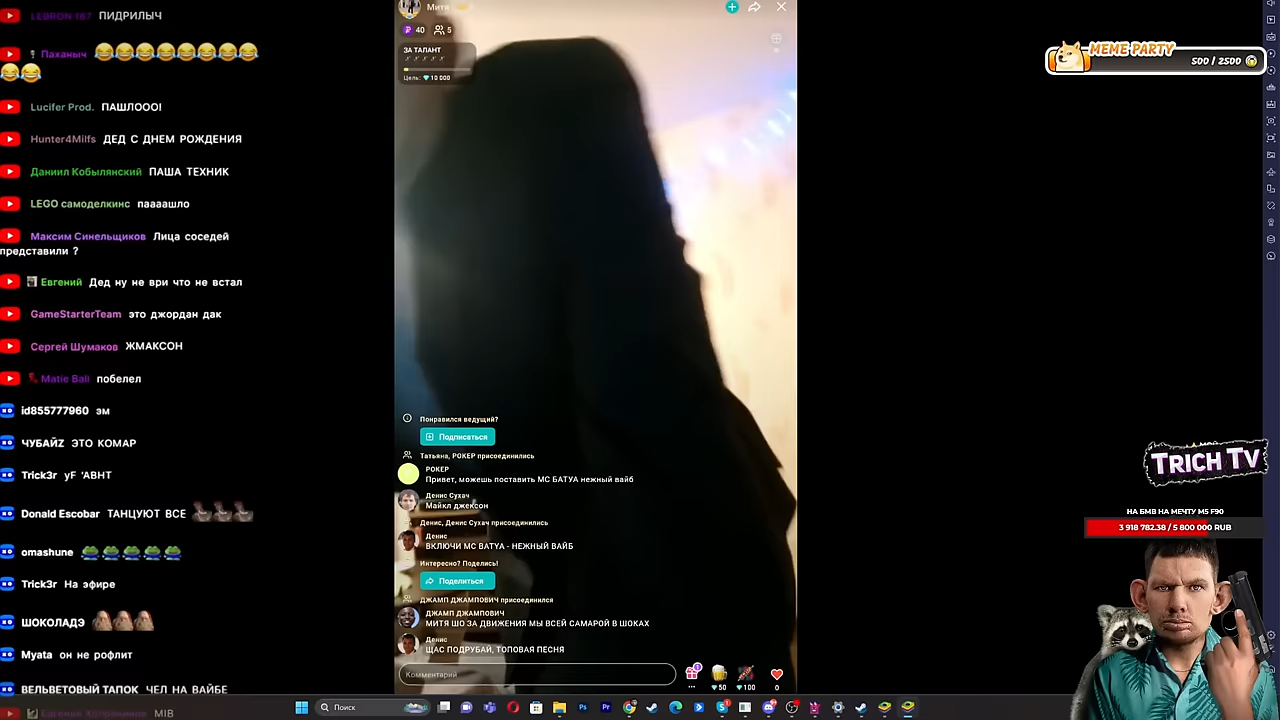 LEBRON 167 ПИДРИЛЫЧ
Паханыч 😂😂😂😂😂😂😂😂
😂😂
Lucifer Prod. ПАШЛОOO!
Hunter4Milfs ДЕД С ДНЕМ РОЖДЕНИЯ
Даниил Кобылянский ПАША ТЕХНИК
LEGO самоделкинс паааашло
Максим Синельщиков Лица соседей
представили ?
Евгений Дед ну не ври что не встал
GameStarterTeam это джордан дак
Сергей Шумаков ЖМАКСОН
Matie Bali побелел
id855777960 эм
ЧУБАЙZ ЭТО КОМАР
Trick3r уF 'АВНТ
Donald Escobar ТАНЦУЮТ ВСЕ
omashune
Trick3r На эфире
ШОКОЛАДЭ
Myata он не рофлит
ВЕЛЬВЕТОВЫЙ ТАПОК ЧЕЛ НА ВАЙБЕ
MIB
Митя
40 5
ЗА ТАЛАНТ
Цель: 10 000
Понравился ведущий?
Подписаться
Татьяна, РОКЕР присоединились
РОКЕР
Привет, можешь поставить МС БАТУА нежный вайб
Денис Сухач
Майкл джексон
Денис, Денис Сухач присоединились
Денис
ВКЛЮЧИ MC BATYA - НЕЖНЫЙ ВАЙБ
Интересно? Поделись!
Поделиться
ДЖАМП ДЖАМПОВИЧ присоединился
ДЖАМП ДЖАМПОВИЧ
МИТЯ ШО ЗА ДВИЖЕНИЯ МЫ ВСЕЙ САМАРОЙ В ШОКАХ
Денис
ЩАС ПОДРУБАЙ, ТОПОВАЯ ПЕСНЯ
Комментарий
1
50 100 0
MEME PARTY
500 / 2500
TRICH TV
НА БМВ НА МЕЧТУ M5 F90
3 918 782.38 / 5 800 000 RUB
Поиск
Ps
Pr